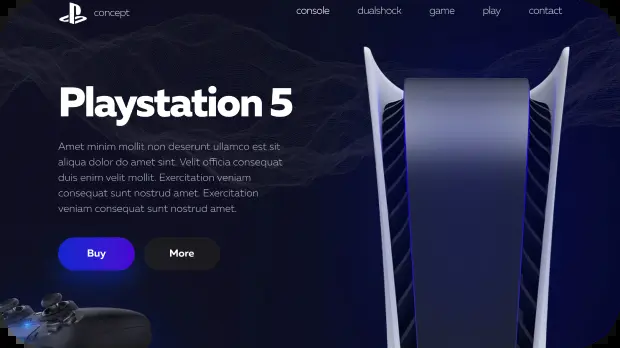 concept
console
dualshock
game
play
contact
Playstation 5
Amet minim mollit non deserunt ullamco est sit
aliqua dolor do amet sint. Velit officia consequat
duis enim velit mollit. Exercitation veniam
consequat sunt nostrud amet. Exercitation
veniam consequat sunt nostrud amet.
Buy
More